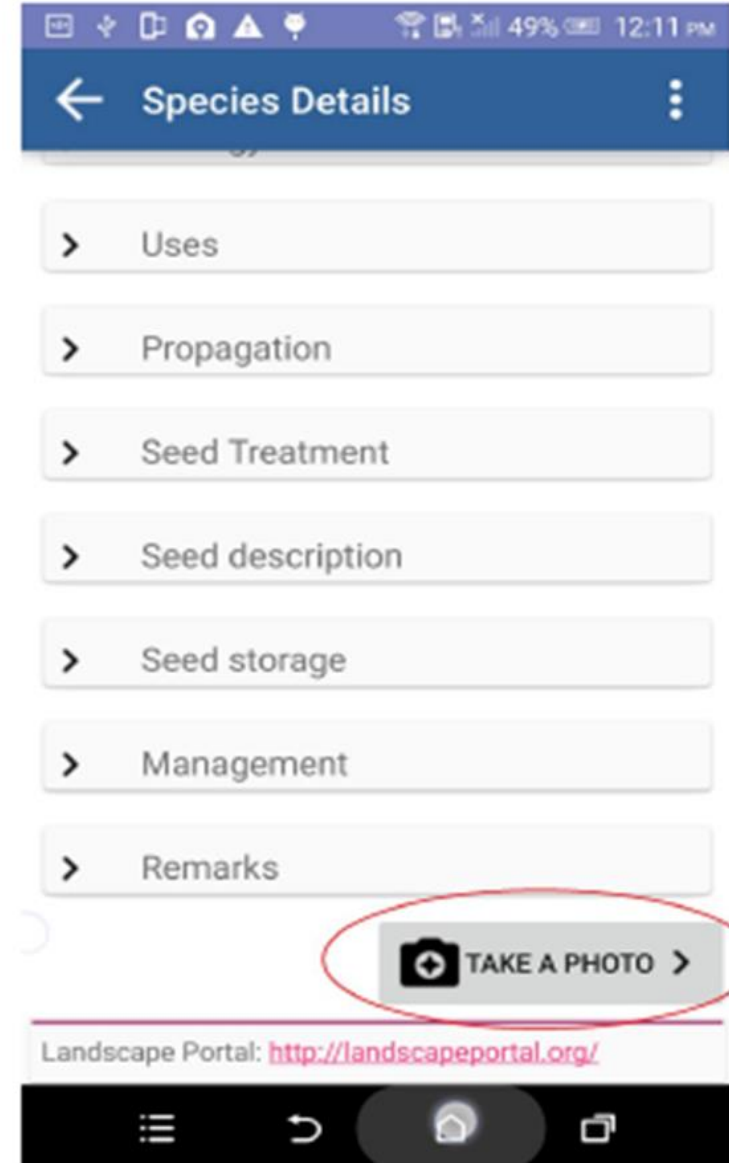 49% 12:11 PM
Species Details
Uses
Propagation
Seed Treatment
Seed description
Seed storage
Management
Remarks
TAKE A PHOTO
Landscape Portal: http://landscapeportal.org/